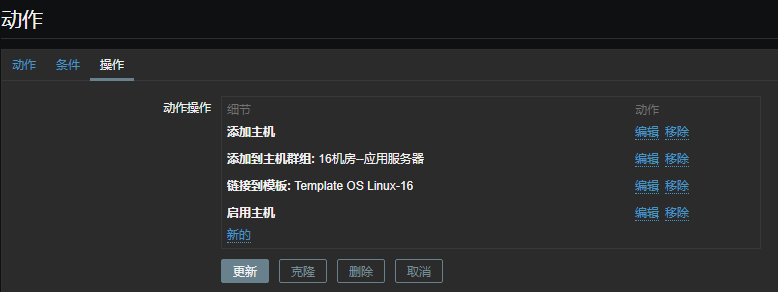 动作
动作 条件 操作
动作操作 细节 动作
添加主机 编辑 移除
添加到主机群组: 16机房--应用服务器 编辑 移除
链接到模板: Template OS Linux-16 编辑 移除
启用主机 编辑 移除
新的
更新 克隆 删除 取消